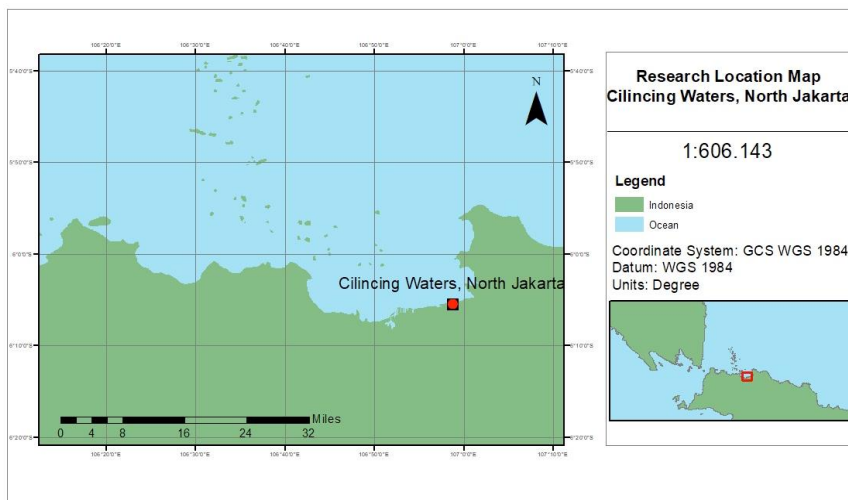 106°20'0"E 106°30'0"E 106°40'0"E 106°50'0"E 107°0'0"E 107°10'0"E
5°40'0"S 5°40'0"S
N
5°50'0"S 5°50'0"S
6°0'0"S 6°0'0"S
Cilincing Waters, North Jakarta
6°10'0"S 6°10'0"S
Miles
0 4 8 16 24 32
6°20'0"S 6°20'0"S
106°20'0"E 106°30'0"E 106°40'0"E 106°50'0"E 107°0'0"E 107°10'0"E
Research Location Map
Cilincing Waters, North Jakarta
1:606.143
Legend
Indonesia
Ocean
Coordinate System: GCS WGS 1984
Datum: WGS 1984
Units: Degree